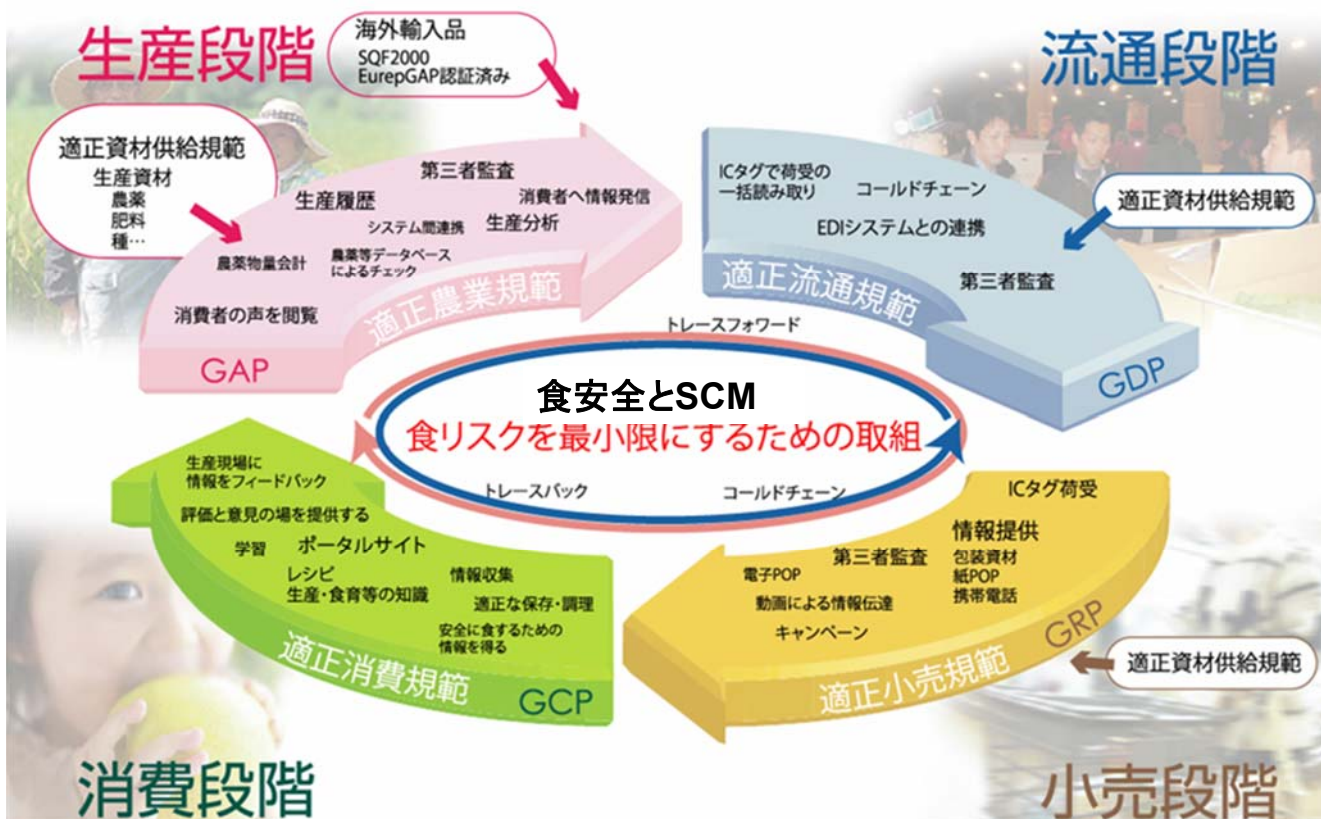 生産段階
海外輸入品
SQF2000
EurepGAP認証済み
適正資材供給規範
生産資材
農薬
肥料
種…
第三者監査
生産履歴
消費者へ情報発信
システム間連携
生産分析
農薬物量会計
農薬等データベース
によるチェック
消費者の声を閲覧
適正農業規範
GAP
流通段階
ICタグで荷受の
一括読み取り
コールドチェーン
EDIシステムとの連携
適正資材供給規範
第三者監査
適正流通規範
GDP
トレースフォワード
食安全とSCM
食リスクを最小限にするための取組
トレースバック
コールドチェーン
ICタグ荷受
情報提供
包装資材
紙POP
携帯電話
第三者監査
電子POP
動画による情報伝達
キャンペーン
適正小売規範
GRP
適正資材供給規範
小売段階
生産現場に
情報をフィードバック
評価と意見の場を提供する
学習
ポータルサイト
レシピ
生産・食育等の知識
情報収集
適正な保存・調理
安全に食するための
情報を得る
適正消費規範
GCP
消費段階